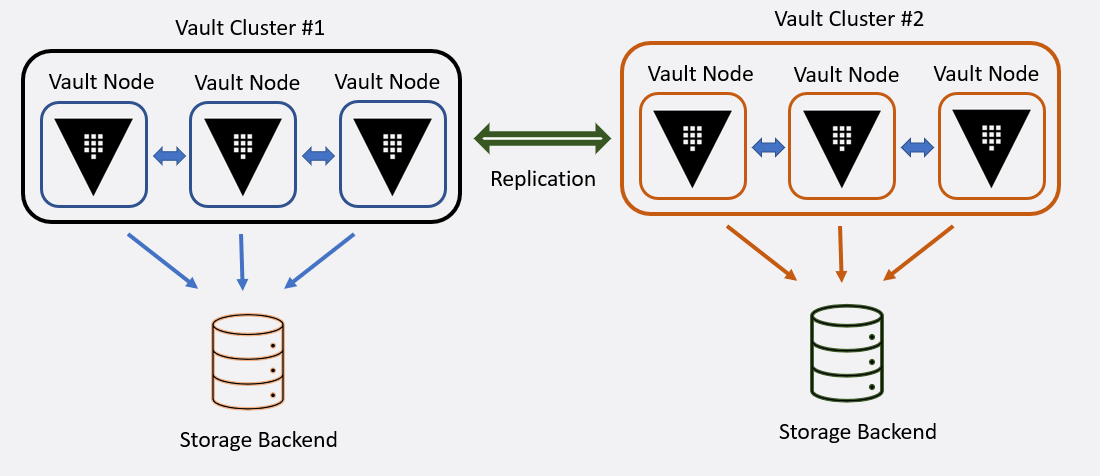 Vault Cluster #1
Vault Node
Vault Node
Vault Node
Storage Backend
Replication
Vault Cluster #2
Vault Node
Vault Node
Vault Node
Storage Backend